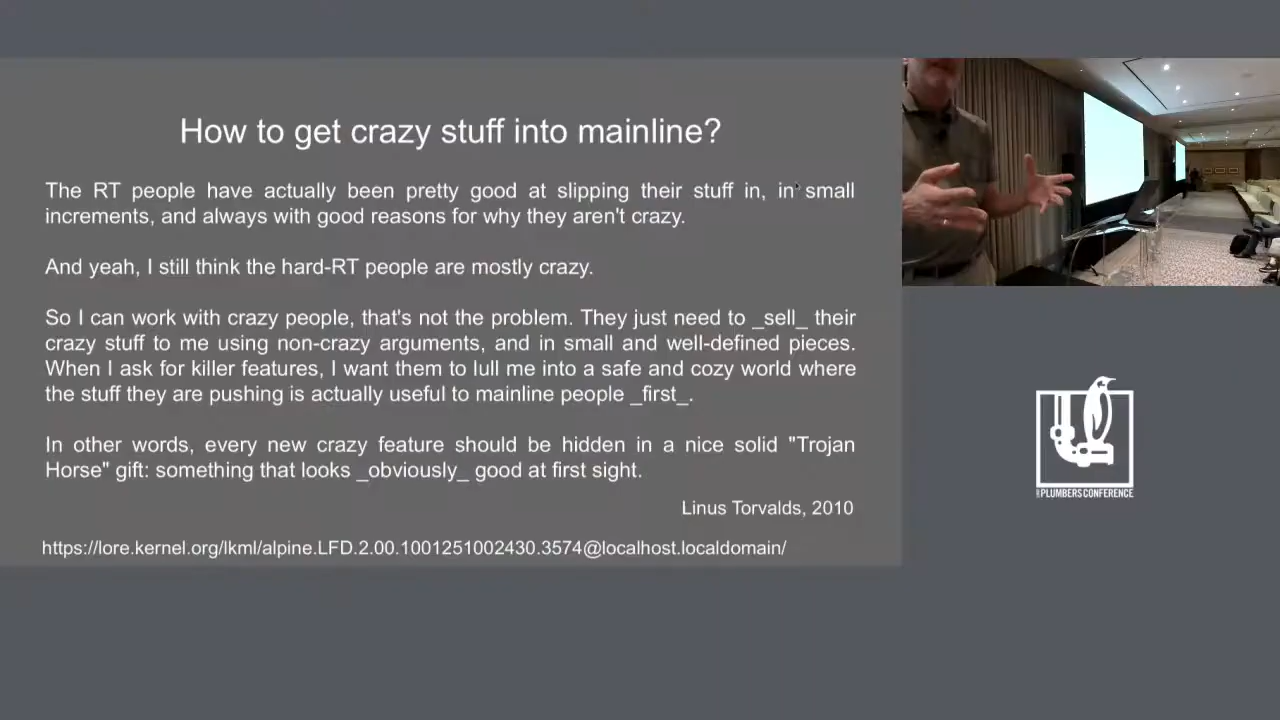 How to get crazy stuff into mainline?
The RT people have actually been pretty good at slipping their stuff in, in small
increments, and always with good reasons for why they aren't crazy.
And yeah, I still think the hard-RT people are mostly crazy.
So I can work with crazy people, that's not the problem. They just need to _sell_ their
crazy stuff to me using non-crazy arguments, and in small and well-defined pieces.
When I ask for killer features, I want them to lull me into a safe and cozy world where
the stuff they are pushing is actually useful to mainline people _first_.
In other words, every new crazy feature should be hidden in a nice solid "Trojan
Horse" gift: something that looks _obviously_ good at first sight.
Linus Torvalds, 2010
https://lore.kernel.org/lkml/alpine.LFD.2.00.1001251002430.3574@localhost.localdomain/
PLUMBERS CONFERENCE